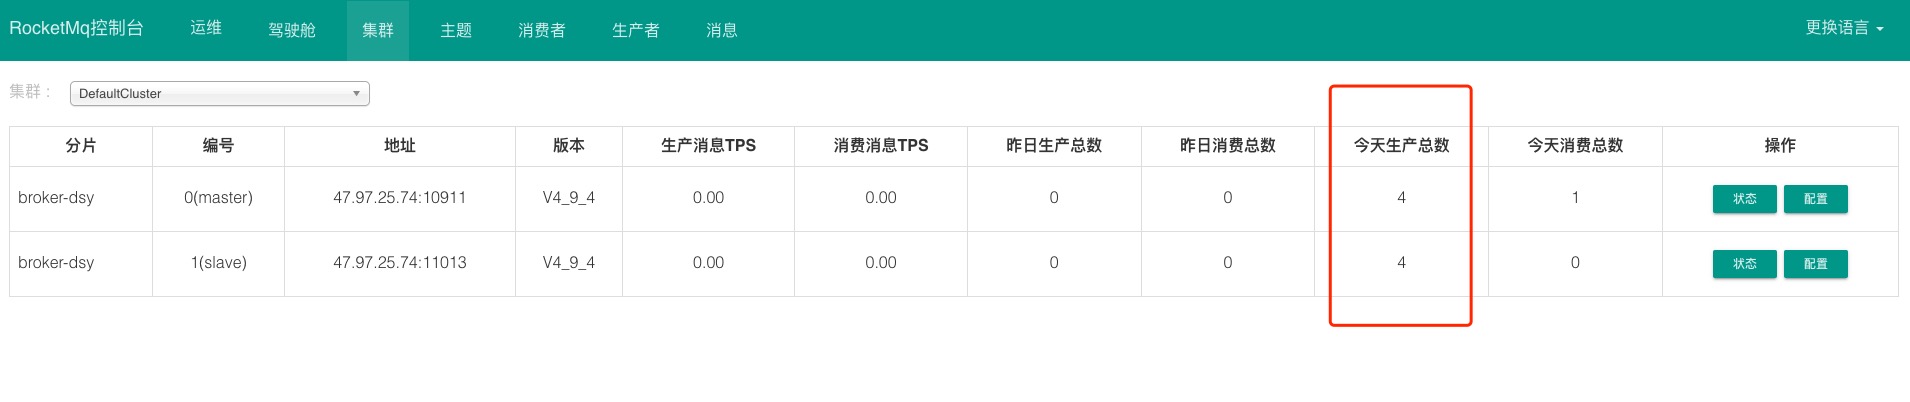 RocketMq控制台 运维 驾驶舱 集群 主题 消费者 生产者 消息 更换语言
集群： DefaultCluster
分片 编号 地址 版本 生产消息TPS 消费消息TPS 昨日生产总数 昨日消费总数 今天生产总数 今天消费总数 操作
broker-dsy 0(master) 47.97.25.74:10911 V4_9_4 0.00 0.00 0 0 4 1 状态 配置
broker-dsy 1(slave) 47.97.25.74:11013 V4_9_4 0.00 0.00 0 0 4 0 状态 配置